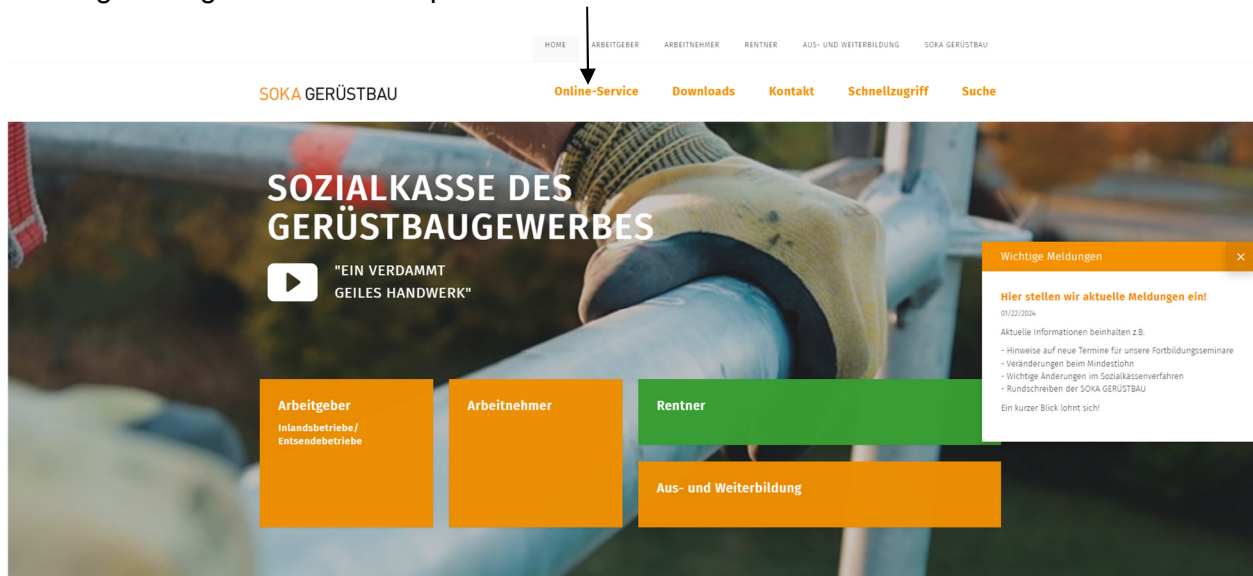 HOME ARBEITGEBER ARBEITNEHMER RENTNER AUS- UND WEITERBILDUNG SOKA GERÜSTBAU
SOKA GERÜSTBAU
Online-Service Downloads Kontakt Schnellzugriff Suche
SOZIALKASSE DES
GERÜSTBAUGEWERBES
"EIN VERDAMMT
GEILES HANDWERK"
Wichtige Meldungen ×
Hier stellen wir aktuelle Meldungen ein!
01/22/2024
Aktuelle Informationen beinhalten z.B.
- Hinweise auf neue Termine für unsere Fortbildungsseminare
- Veränderungen beim Mindestlohn
- Wichtige Änderungen im Sozialkassenverfahren
- Rundschreiben der SOKA GERÜSTBAU
Ein kurzer Blick lohnt sich!
Arbeitgeber
Inlandsbetriebe/
Entsendebetriebe
Arbeitnehmer
Rentner
Aus- und Weiterbildung